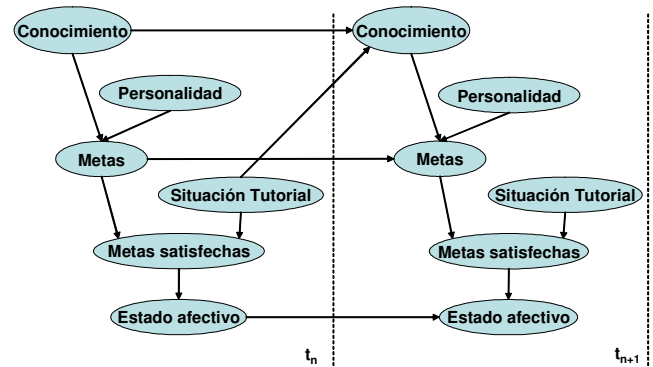 Conocimiento
Personalidad
Metas
Situación Tutorial
Metas satisfechas
Estado afectivo
tn
Conocimiento
Personalidad
Metas
Situación Tutorial
Metas satisfechas
Estado afectivo
tn+1